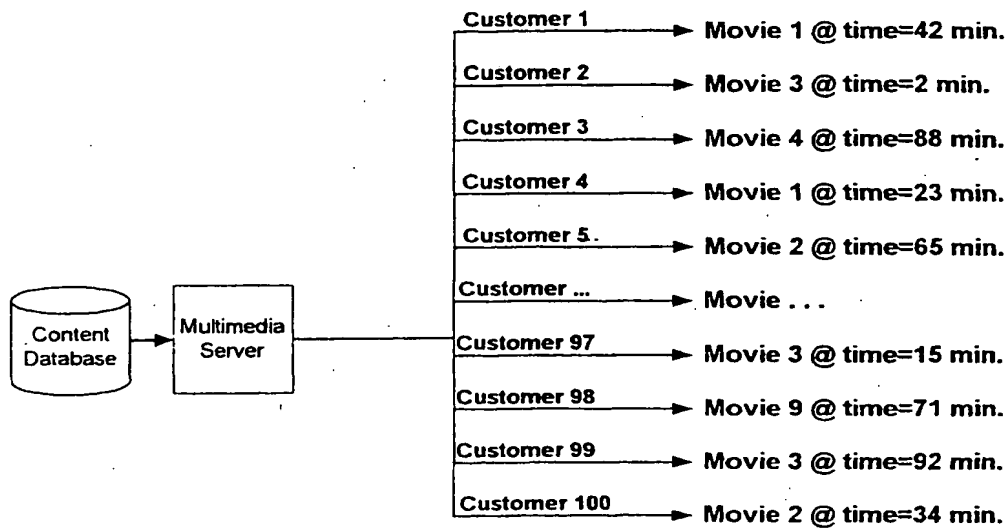 Customer 1
Movie 1 @ time=42 min.
Customer 2
Movie 3 @ time=2 min.
Customer 3
Movie 4 @ time=88 min.
Customer 4
Movie 1 @ time=23 min.
Customer 5
Movie 2 @ time=65 min.
Customer ...
Movie . . .
Content
Database
Multimedia
Server
Customer 97
Movie 3 @ time=15 min.
Customer 98
Movie 9 @ time=71 min.
Customer 99
Movie 3 @ time=92 min.
Customer 100
Movie 2 @ time=34 min.